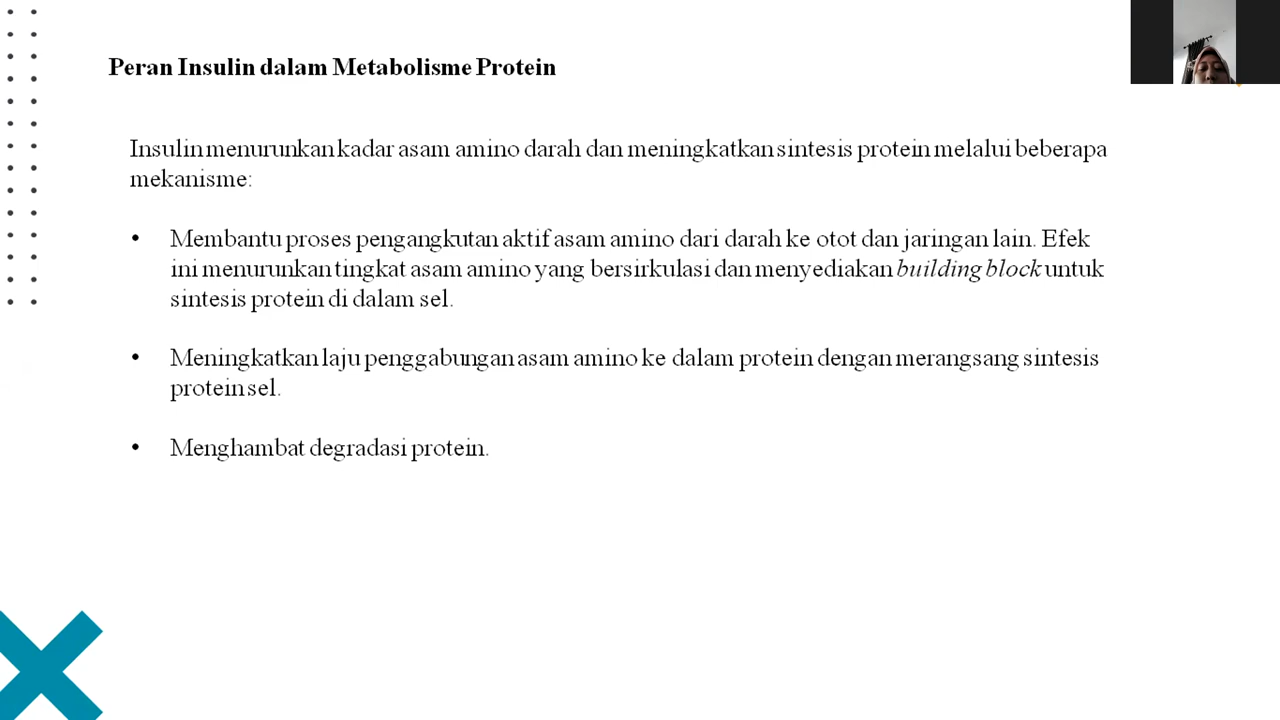 Peran Insulin dalam Metabolisme Protein
Insulin menurunkan kadar asam amino darah dan meningkatkan sintesis protein melalui beberapa
mekanisme:
• Membantu proses pengangkutan aktif asam amino dari darah ke otot dan jaringan lain. Efek
ini menurunkan tingkat asam amino yang bersirkulasi dan menyediakan building block untuk
sintesis protein di dalam sel.
• Meningkatkan laju penggabungan asam amino ke dalam protein dengan merangsang sintesis
protein sel.
• Menghambat degradasi protein.